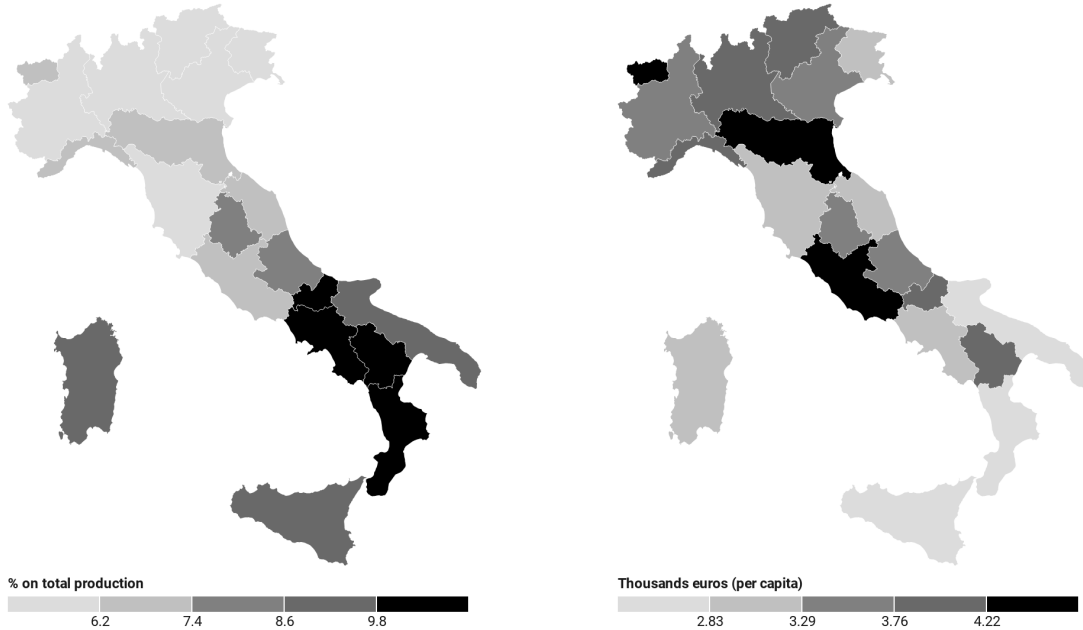 % on total production
6.2 7.4 8.6 9.8
Thousands euros (per capita)
2.83 3.29 3.76 4.22